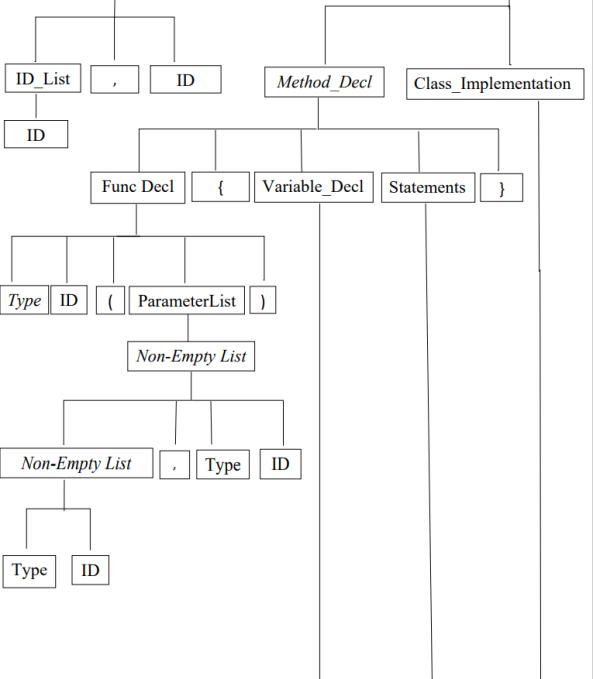 ID_List , ID Method_Decl Class_Implementation
ID
Func Decl { Variable_Decl Statements }
Type ID ( ParameterList )
Non-Empty List
Non-Empty List , Type ID
Type ID